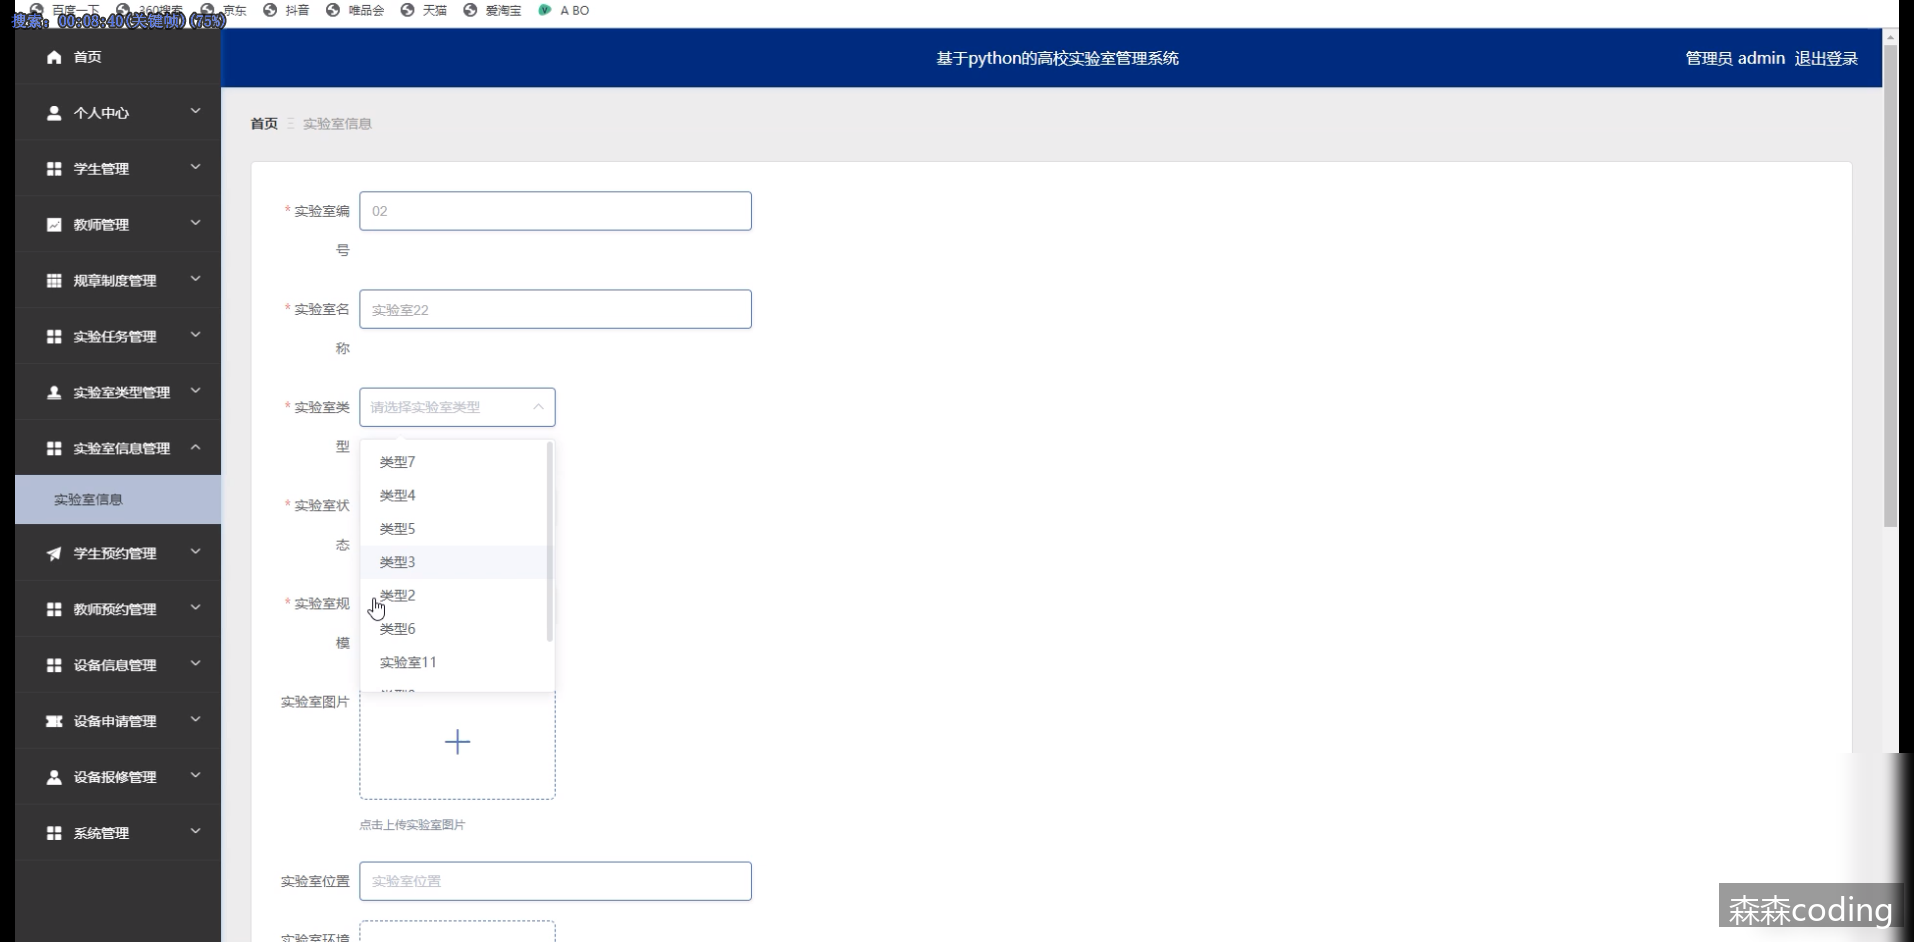 百度一下 360搜索 京东 抖音 唯品会 天猫 爱淘宝 A BO
搜索: 00:08:40(关键帧) (75%)
首页
基于python的高校实验室管理系统
管理员 admin 退出登录
个人中心
首页 实验室信息
学生管理
教师管理
* 实验室编号
02
规章制度管理
* 实验室名称
实验室22
实验任务管理
实验室类型管理
* 实验室类型
请选择实验室类型
实验室信息管理
类型7
类型4
实验室信息
* 实验室状态
类型5
学生预约管理
类型3
教师预约管理
* 实验室规模
类型2
类型6
设备信息管理
实验室11
实验室图片
设备申请管理
设备报修管理
点击上传实验室图片
系统管理
实验室位置
实验室位置
森森coding
实验室环境